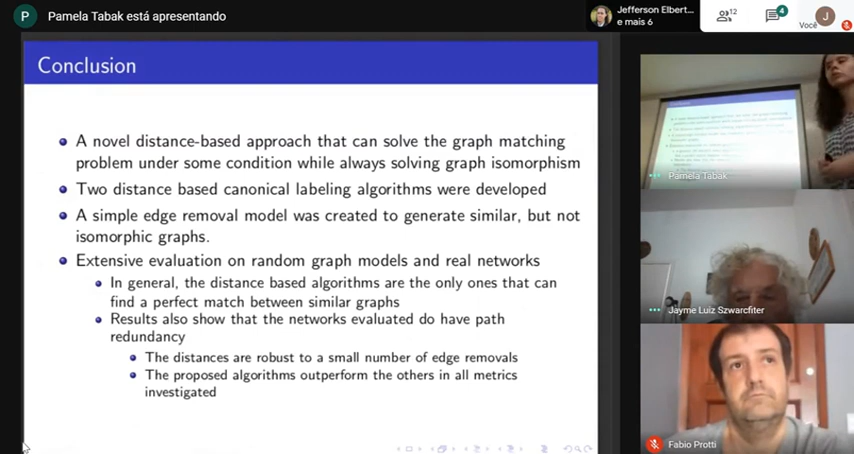 P
Pamela Tabak está apresentando
Jefferson Elbert...
e mais 6
12
4
Você
J
Conclusion
A novel distance-based approach that can solve the graph matching
problem under some condition while always solving graph isomorphism
Two distance based canonical labeling algorithms were developed
A simple edge removal model was created to generate similar, but not
isomorphic graphs.
Extensive evaluation on random graph models and real networks
In general, the distance based algorithms are the only ones that can
find a perfect match between similar graphs
Results also show that the networks evaluated do have path
redundancy
The distances are robust to a small number of edge removals
The proposed algorithms outperform the others in all metrics
investigated
Pamela Tabak
Jayme Luiz Szwarcfiter
Fabio Protti